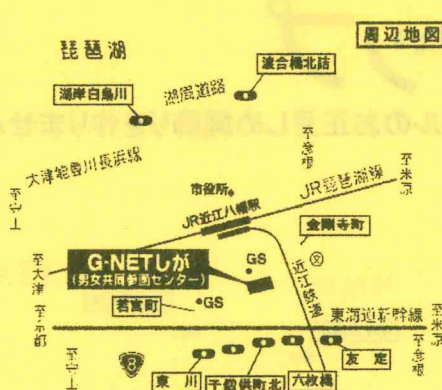 周辺地図
琵琶湖
渡合橋北詰
湖岸白鳥川
湖周道路
大津能登川長浜線
至彦根
至米原
至守山
市役所
JR琵琶湖線
JR近江八幡駅
金剛寺町
G-NETしが
(男女共同参画センター)
GS
文
近江鉄道
至大津
若宮町
GS
至京都
東海道新幹線
至米原
至守山
8
東川
六枚橋
友定
至彦根